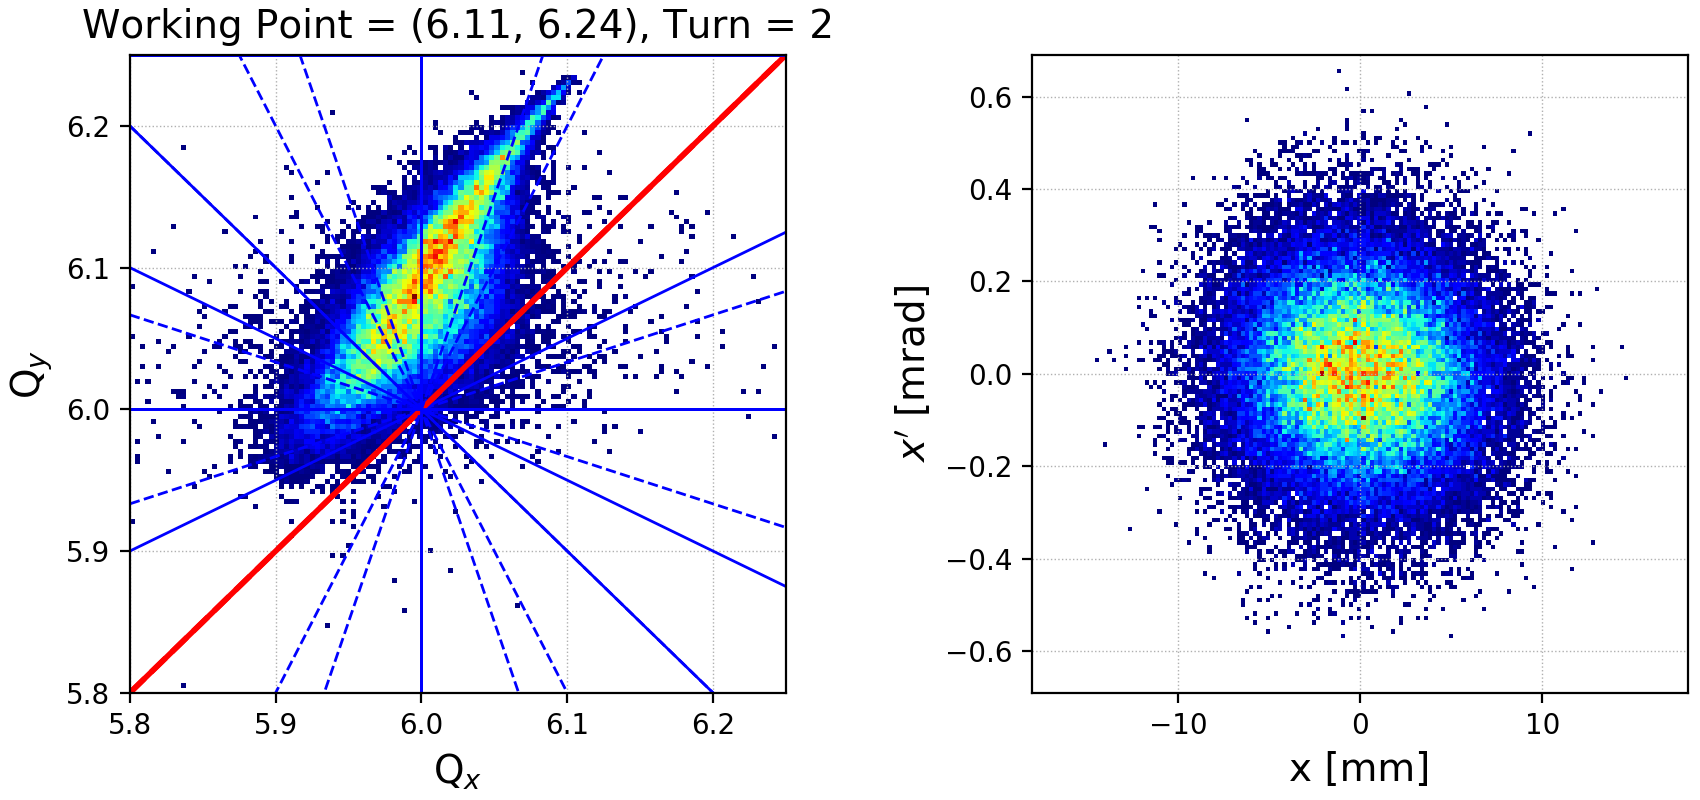 Working Point = (6.11, 6.24), Turn = 2
6.2
6.1
6.0
5.9
5.8
Q_y
5.8 5.9 6.0 6.1 6.2
Q_x
0.6
0.4
0.2
0.0
−0.2
−0.4
−0.6
x′ [mrad]
−10 0 10
x [mm]